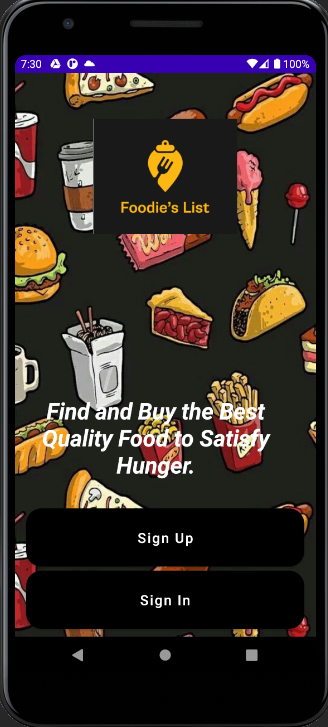 7:30
100%
Foodie's List
Find and Buy the Best
Quality Food to Satisfy
Hunger.
Sign Up
Sign In